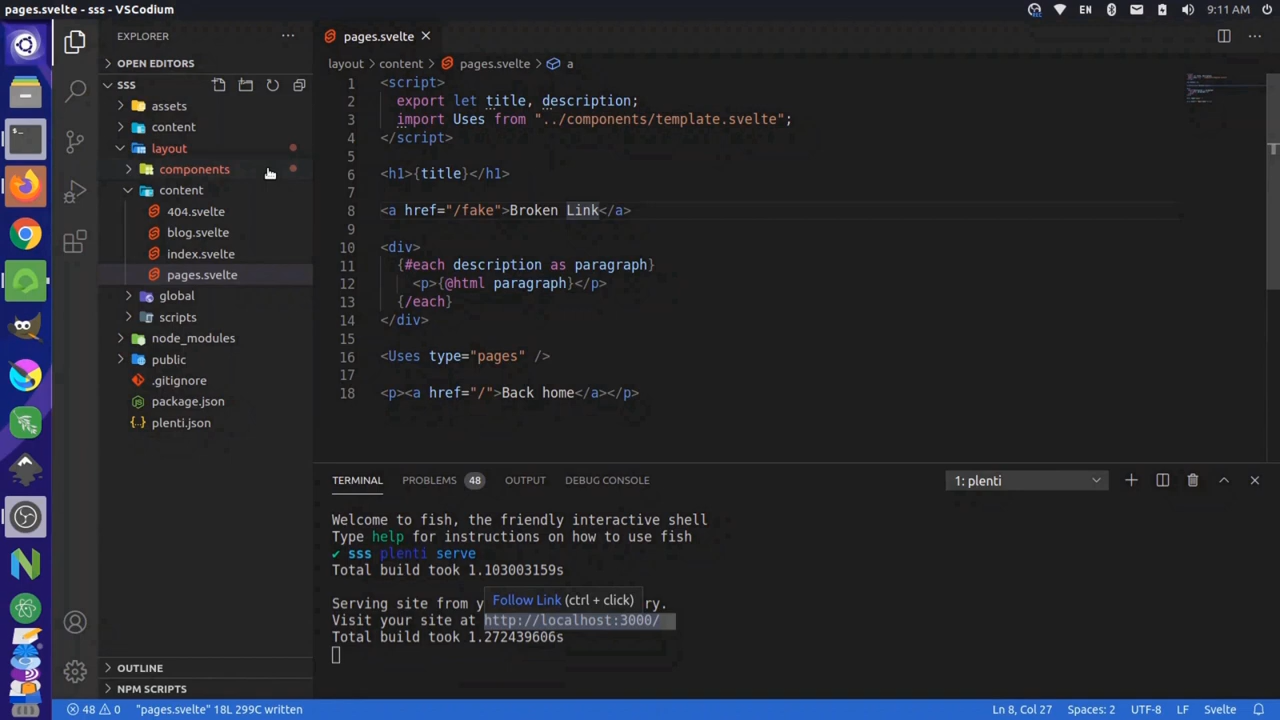 pages.svelte - sss - VSCodium
EN
9:11 AM
EXPLORER
OPEN EDITORS
SSS
assets
content
layout
components
content
404.svelte
blog.svelte
index.svelte
pages.svelte
global
scripts
node_modules
public
.gitignore
package.json
plenti.json
OUTLINE
NPM SCRIPTS
pages.svelte
layout > content > pages.svelte > a
1 <script>
2 export let title, description;
3 import Uses from "../components/template.svelte";
4 </script>
5
6 <h1>{title}</h1>
7
8 <a href="/fake">Broken Link</a>
9
10 <div>
11 {#each description as paragraph}
12 <p>{@html paragraph}</p>
13 {/each}
14 </div>
15
16 <Uses type="pages" />
17
18 <p><a href="/">Back home</a></p>
TERMINAL PROBLEMS 48 OUTPUT DEBUG CONSOLE 1: plenti
Welcome to fish, the friendly interactive shell
Type help for instructions on how to use fish
✔ sss plenti serve
Total build took 1.103003159s
Serving site from y ry.
Follow Link (ctrl + click)
Visit your site at http://localhost:3000/
Total build took 1.272439606s
48 0 "pages.svelte" 18L 299C written Ln 8, Col 27 Spaces: 2 UTF-8 LF Svelte